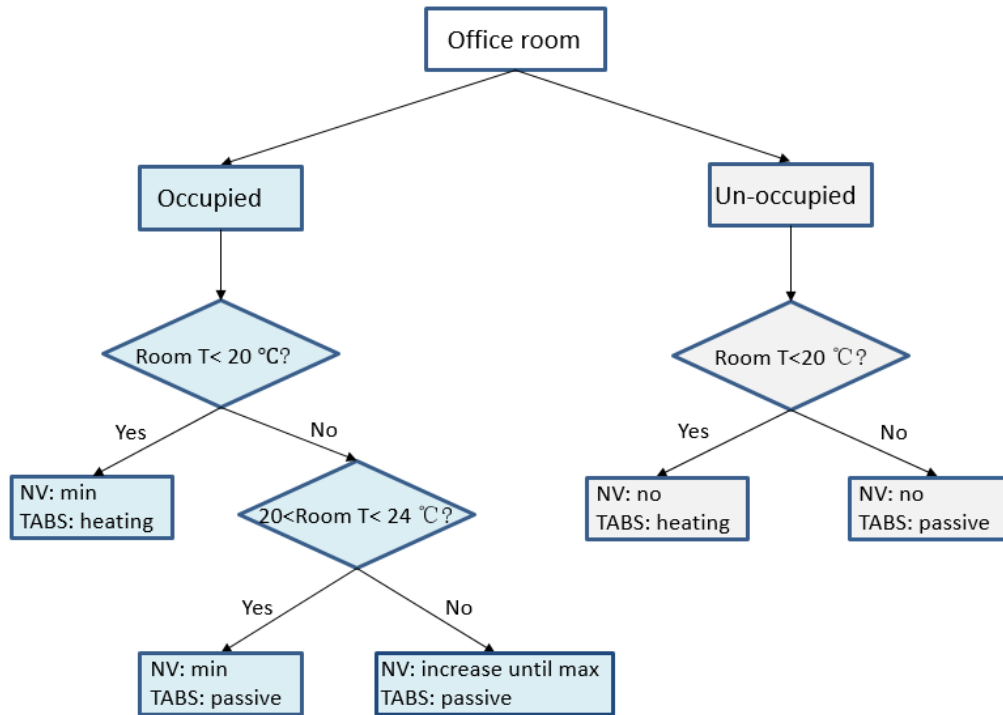 Office room
Occupied
Un-occupied
Room T< 20 ℃?
Room T<20 ℃?
Yes
No
Yes
No
NV: min
TABS: heating
20<Room T< 24 ℃?
NV: no
TABS: heating
NV: no
TABS: passive
Yes
No
NV: min
TABS: passive
NV: increase until max
TABS: passive